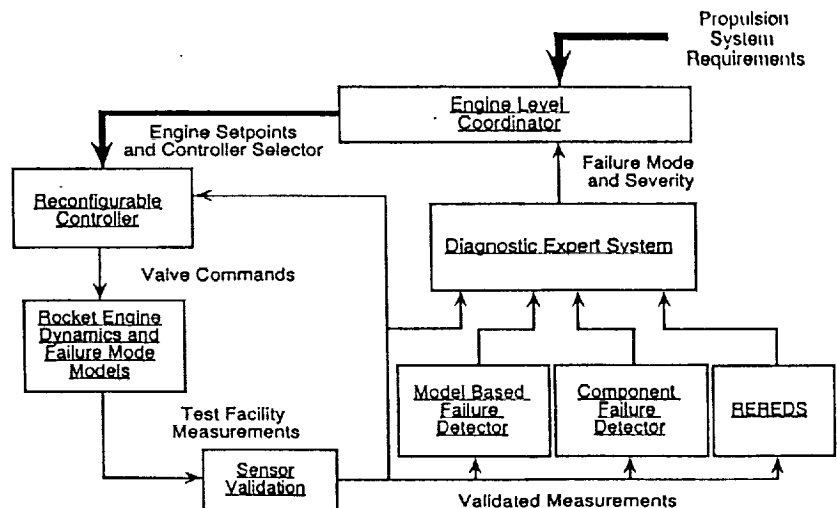 Propulsion
System
Requirements
Engine Level
Coordinator
Engine Setpoints
and Controller Selector
Failure Mode
and Severity
Reconfigurable
Controller
Diagnostic Expert System
Valve Commands
Rocket Engine
Dynamics and
Failure Mode
Models
Model Based
Failure
Detector
Component
Failure
Detector
REREDS
Test Facility
Measurements
Sensor
Validation
Validated Measurements